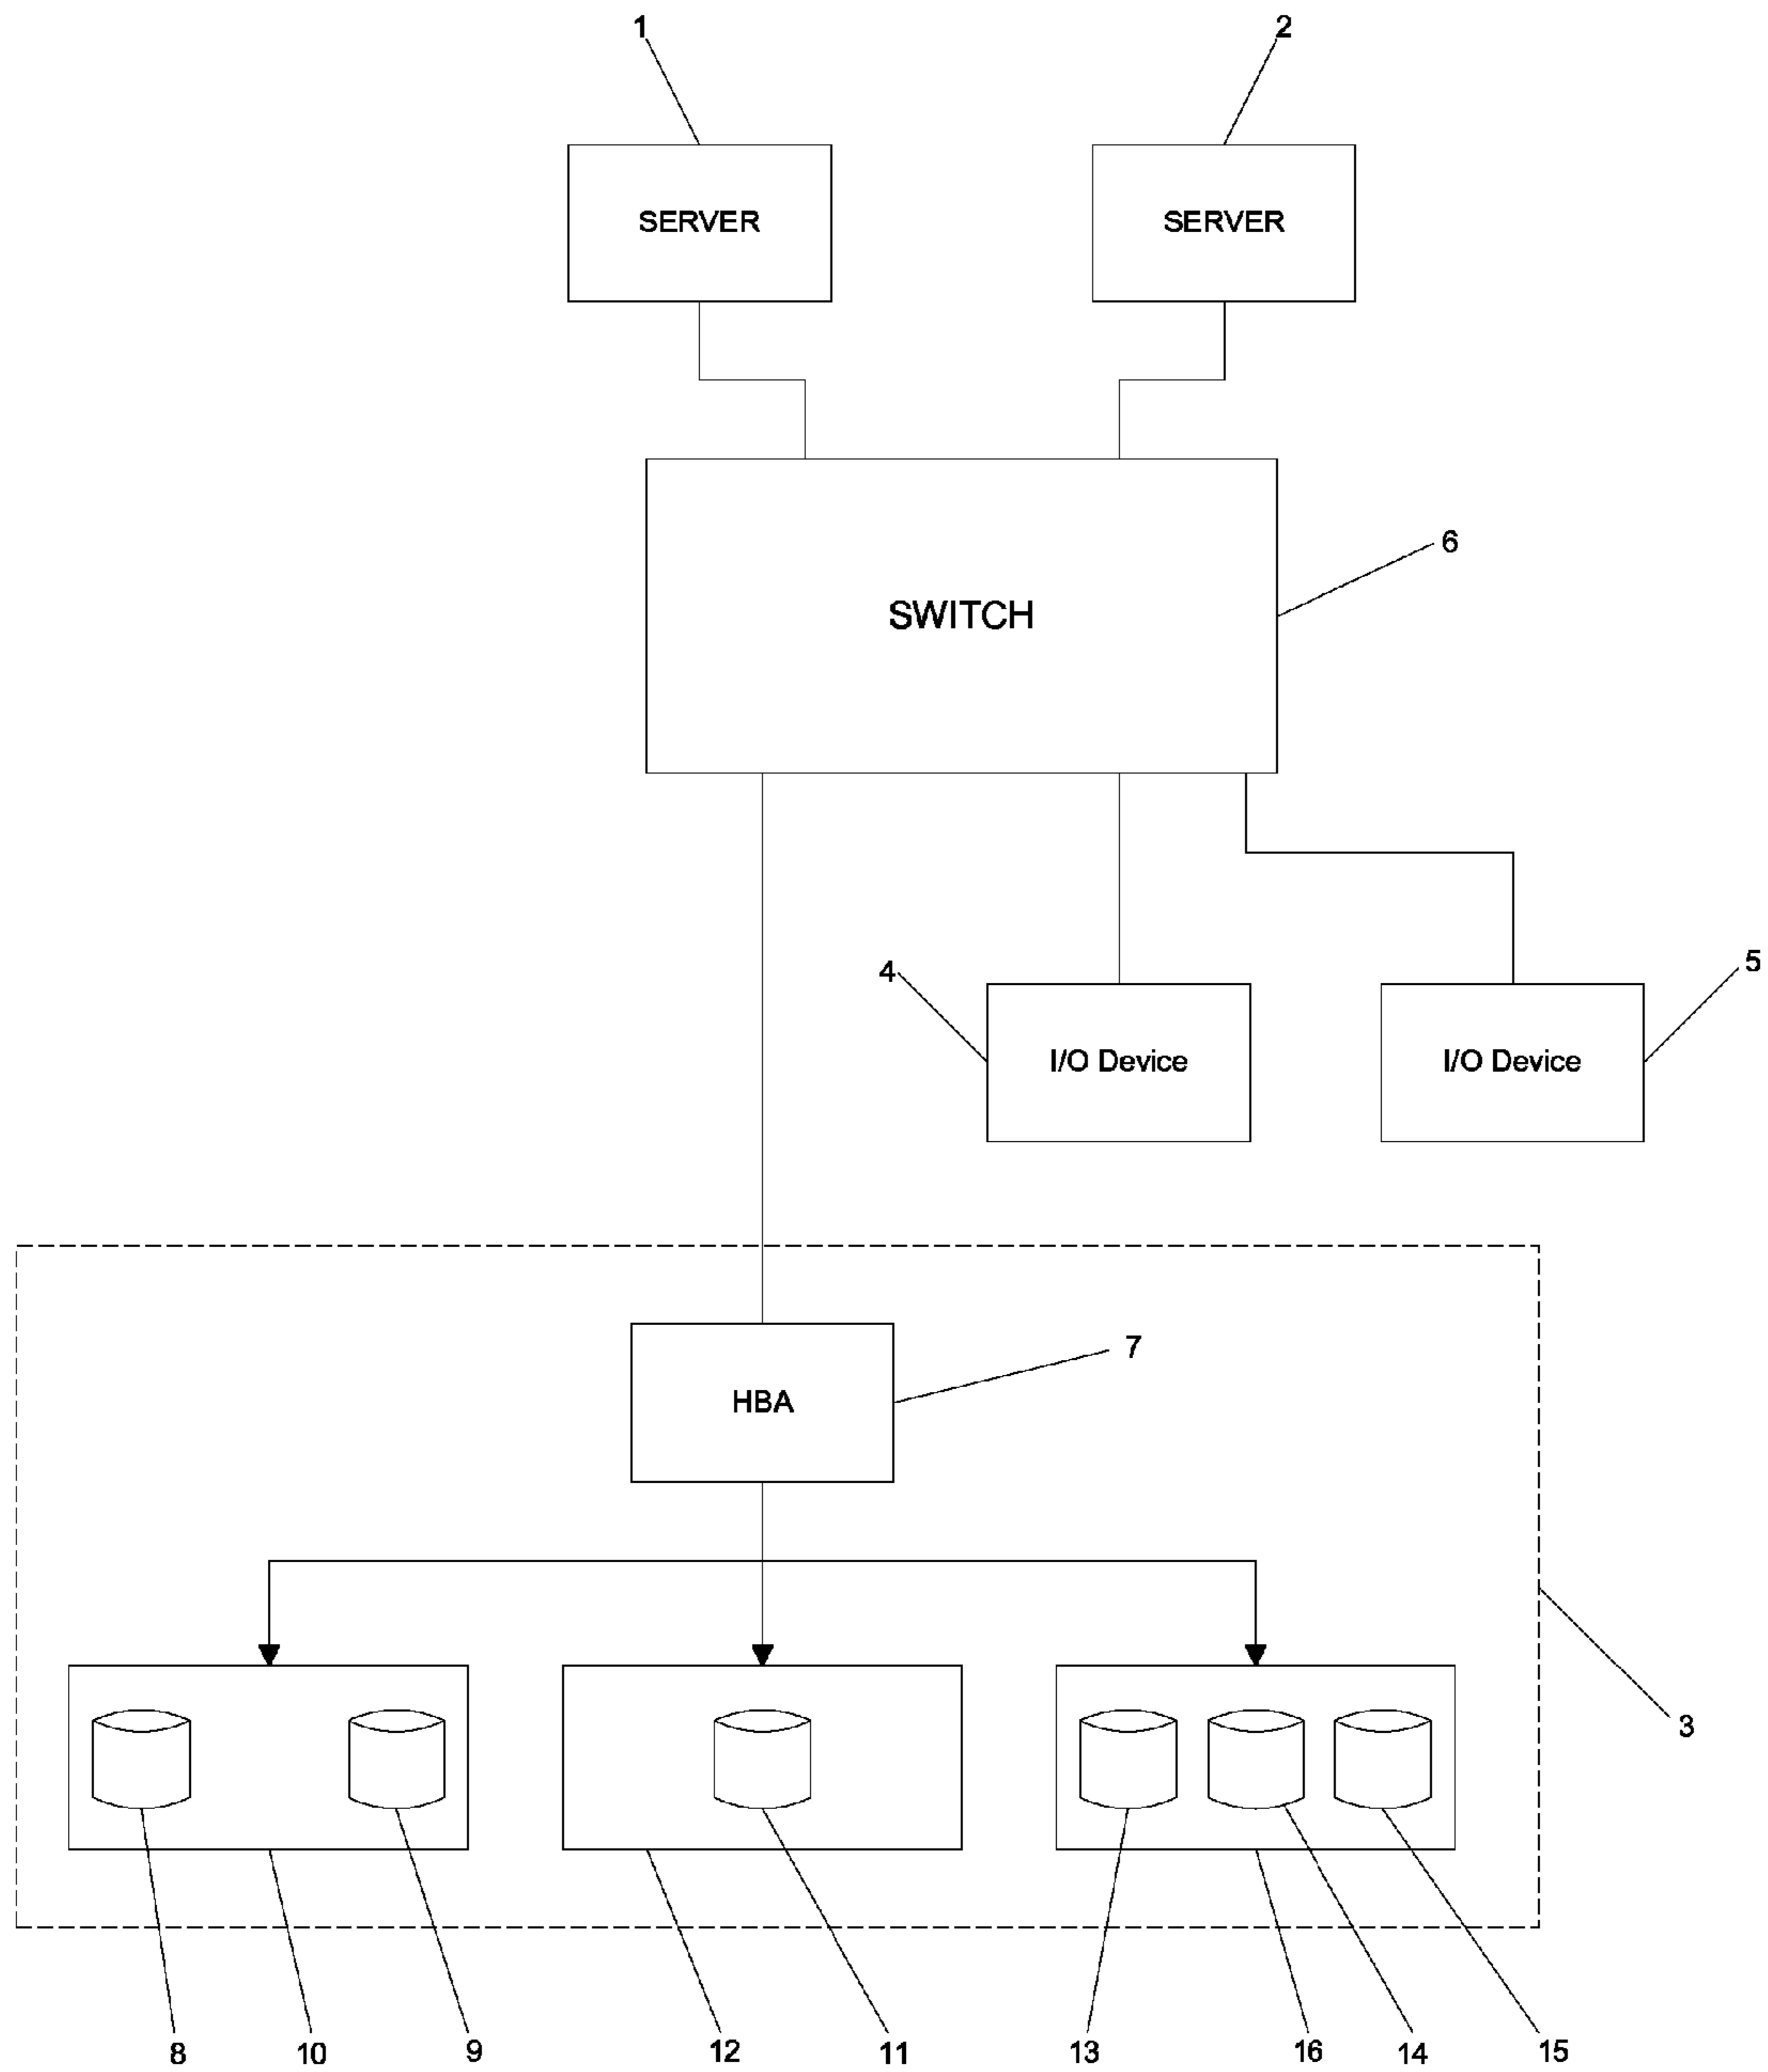 1 2
SERVER SERVER
6
SWITCH
4 5
I/O Device I/O Device
7
HBA
3
8 10 9 12 11 13 16 14 15